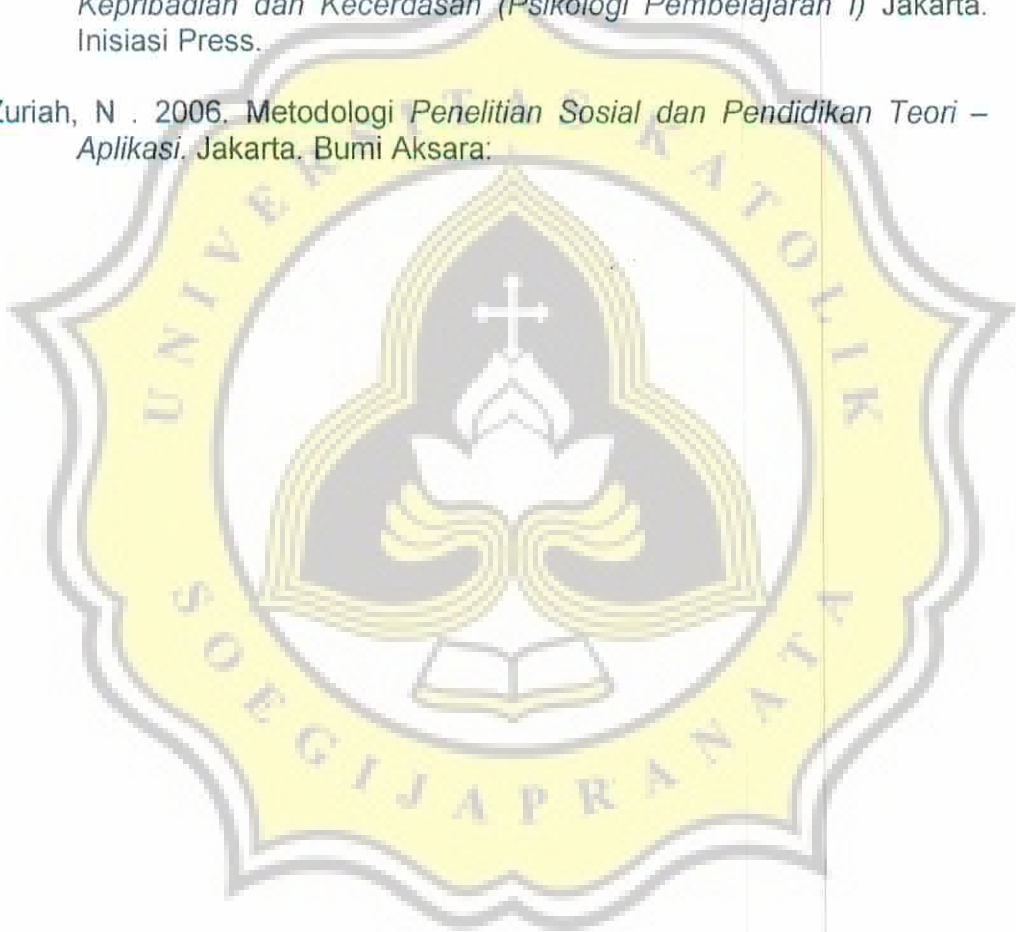 Kepribadian dan Kecerdasan (Psikologi Pembelajaran I) Jakarta.
Inisiasi Press.
Zuriah, N . 2006. Metodologi Penelitian Sosial dan Pendidikan Teori –
Aplikasi. Jakarta. Bumi Aksara:
UNIVERSITAS KATOLIK
SOEGIJAPRANATA